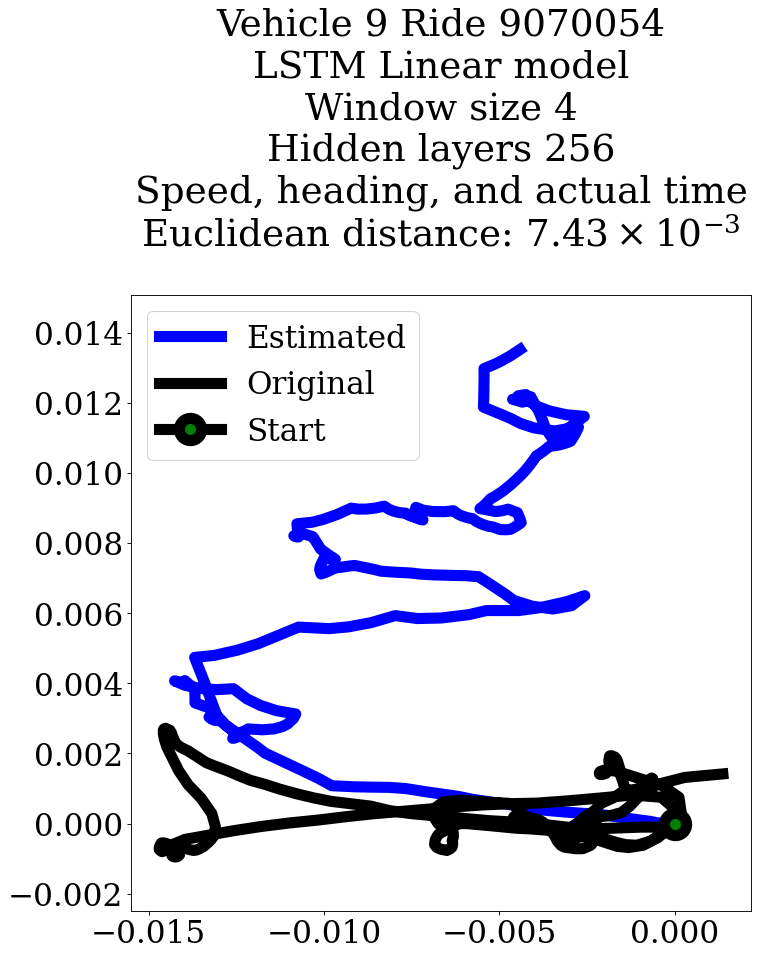 Vehicle 9 Ride 9070054
LSTM Linear model
Window size 4
Hidden layers 256
Speed, heading, and actual time
Euclidean distance: 7.43 × 10⁻³
Estimated
Original
Start
0.014
0.012
0.010
0.008
0.006
0.004
0.002
0.000
−0.002
−0.015
−0.010
−0.005
0.000